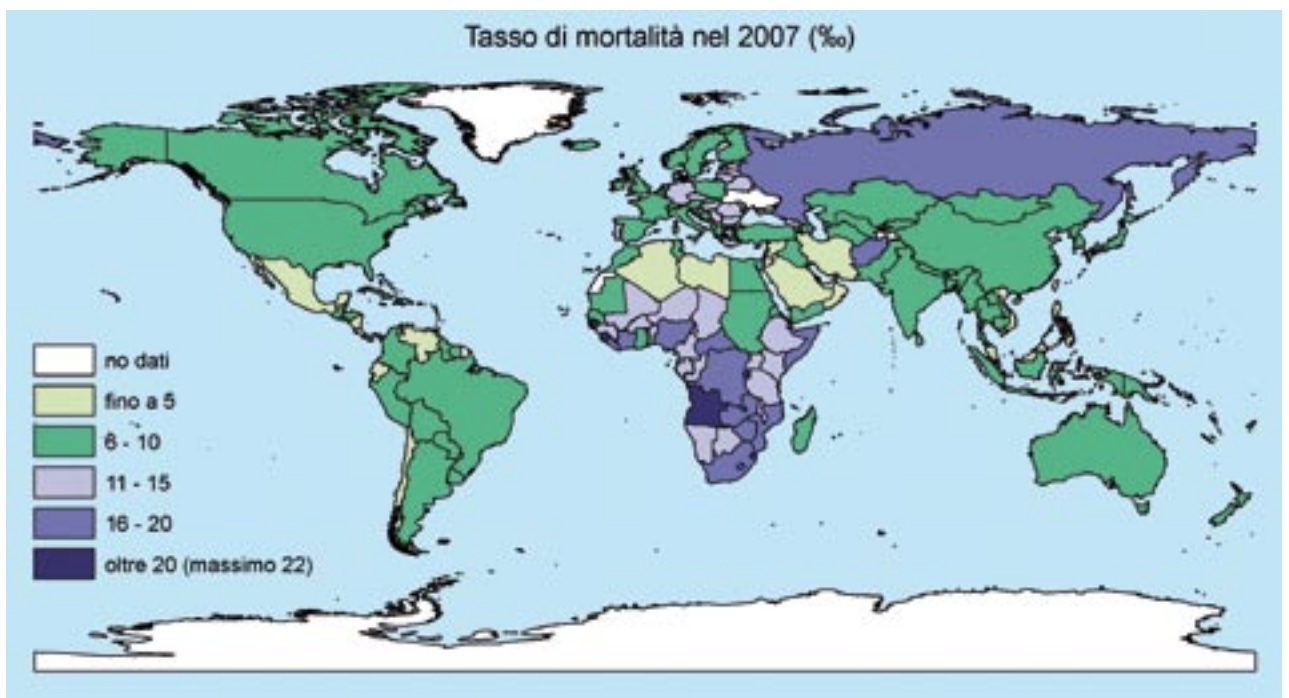 Tasso di mortalità nel 2007 (‰)
no dati
fino a 5
6 - 10
11 - 15
16 - 20
oltre 20 (massimo 22)